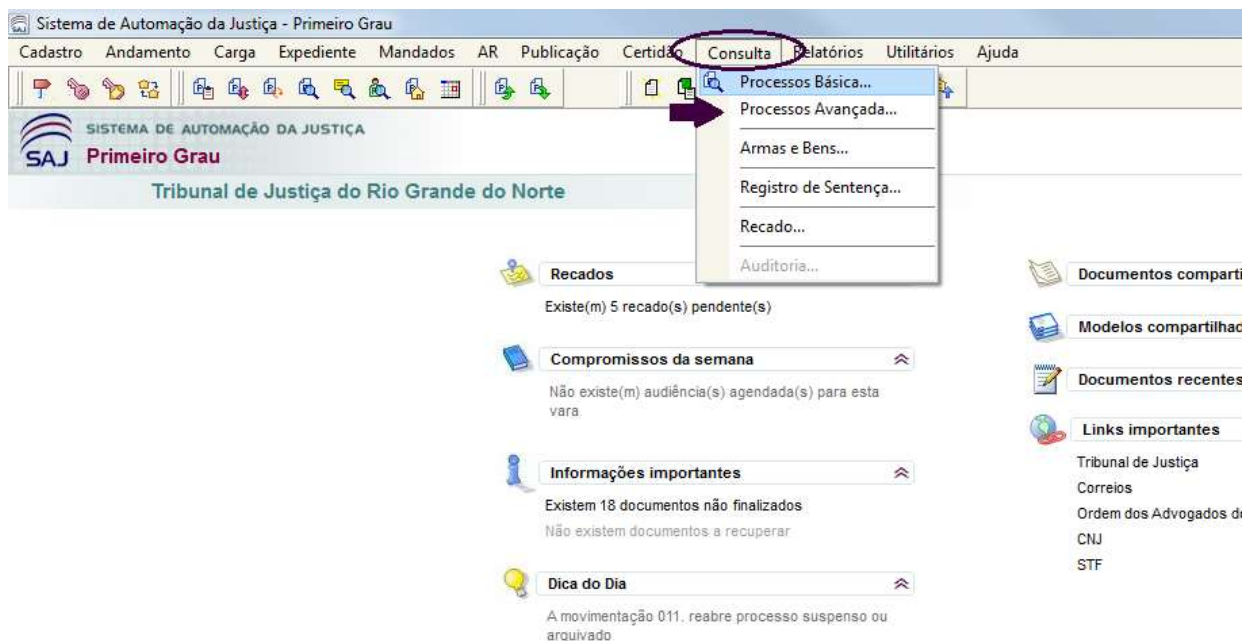 Sistema de Automação da Justiça - Primeiro Grau
Cadastro Andamento Carga Expediente Mandados AR Publicação Certidão Consulta Relatórios Utilitários Ajuda
Processos Básica...
Processos Avançada...
Armas e Bens...
Registro de Sentença...
Recado...
Auditoria...
SISTEMA DE AUTOMAÇÃO DA JUSTIÇA
SAJ Primeiro Grau
Tribunal de Justiça do Rio Grande do Norte
Recados
Existe(m) 5 recado(s) pendente(s)
Compromissos da semana
Não existe(m) audiência(s) agendada(s) para esta
vara
Informações importantes
Existem 18 documentos não finalizados
Não existem documentos a recuperar
Dica do Dia
A movimentação 011. reabre processo suspenso ou
arquivado
Documentos comparti
Modelos compartilhad
Documentos recentes
Links importantes
Tribunal de Justiça
Correios
Ordem dos Advogados d
CNJ
STF